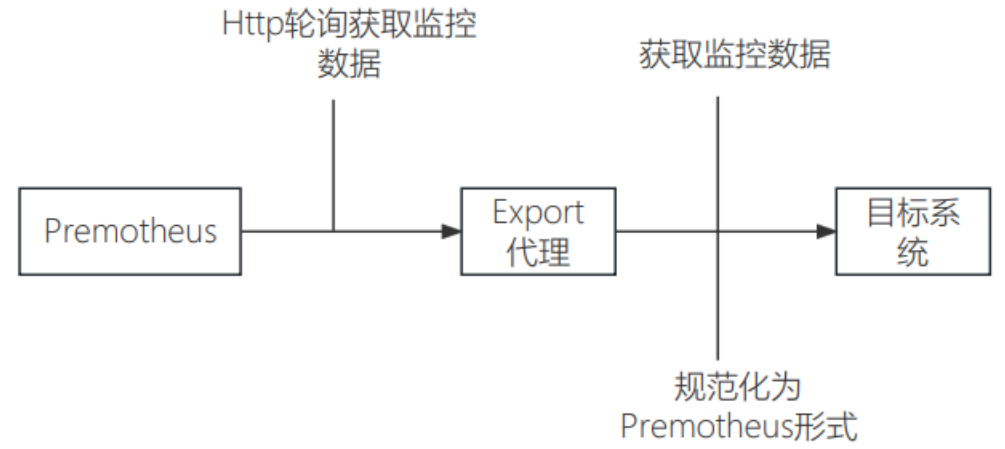 Http轮询获取监控
数据
获取监控数据
Premotheus
Export
代理
目标系
统
规范化为
Premotheus形式